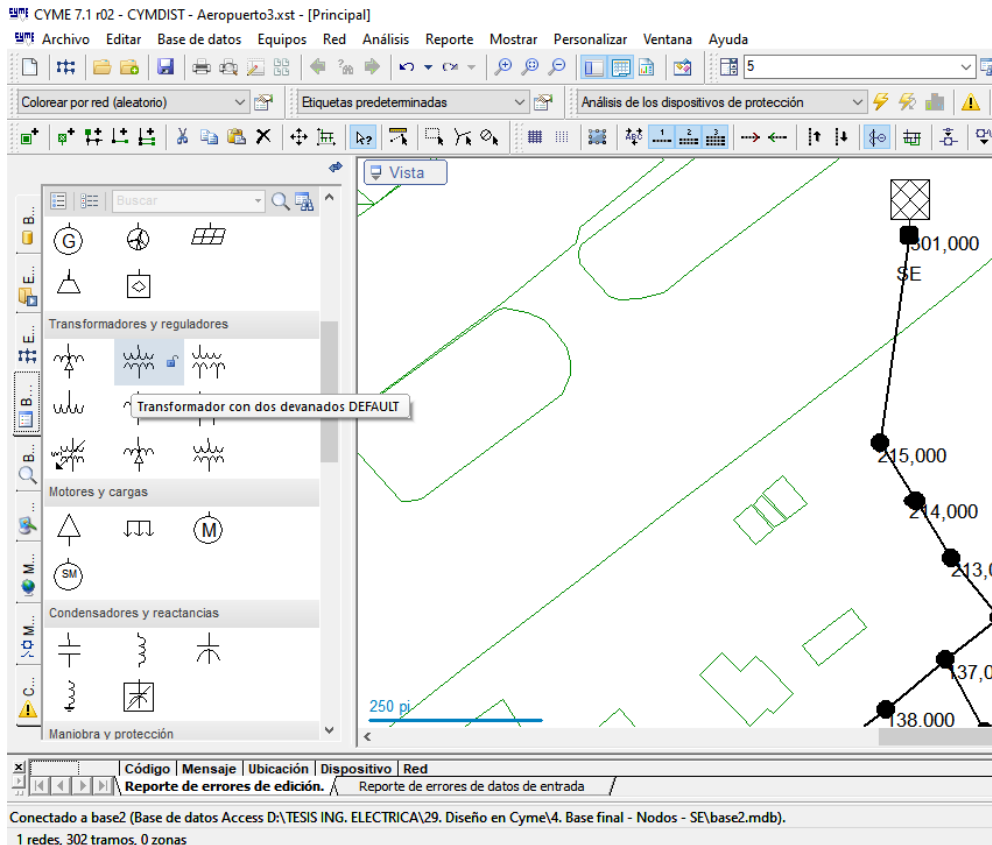 CYME 7.1 r02 - CYMDIST - Aeropuerto3.xst - [Principal]
Archivo Editar Base de datos Equipos Red Análisis Reporte Mostrar Personalizar Ventana Ayuda
5
Colorear por red (aleatorio) Etiquetas predeterminadas Análisis de los dispositivos de protección
Vista
Buscar
B...
E...
E...
B...
B...
...
M...
M...
C...
G
Transformadores y reguladores
Transformador con dos devanados DEFAULT
Motores y cargas
M
SM
Condensadores y reactancias
Maniobra y protección
301,000
SE
215,000
214,000
213,0
137,0
138.000
250 pi
Código Mensaje Ubicación Dispositivo Red
Reporte de errores de edición. Reporte de errores de datos de entrada
Conectado a base2 (Base de datos Access D:\TESIS ING. ELECTRICA\29. Diseño en Cyme\4. Base final - Nodos - SE\base2.mdb).
1 redes, 302 tramos, 0 zonas